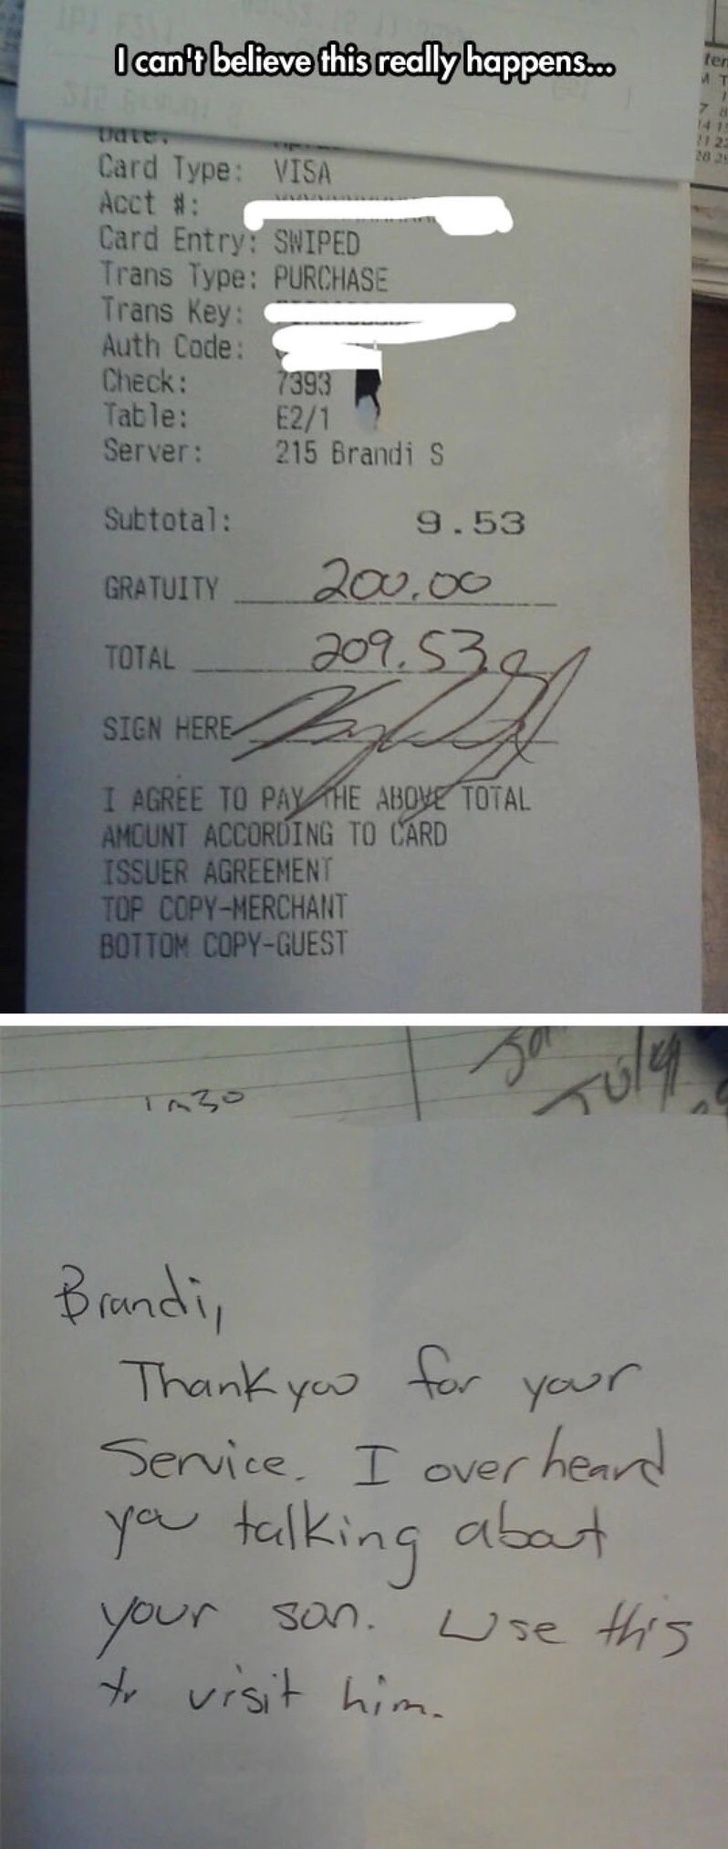 I can't believe this really happens...
Date:
Card Type: VISA
Acct #:
Card Entry: SWIPED
Trans Type: PURCHASE
Trans Key:
Auth Code:
Check: 7393
Table: E2/1
Server: 215 Brandi S
Subtotal: 9.53
GRATUITY 200.00
TOTAL 209.53
SIGN HERE
I AGREE TO PAY THE ABOVE TOTAL
AMOUNT ACCORDING TO CARD
ISSUER AGREEMENT
TOP COPY-MERCHANT
BOTTOM COPY-GUEST
July
Brandi,
Thank you for your
Service. I overheard
you talking about
your son. Use this
to visit him.